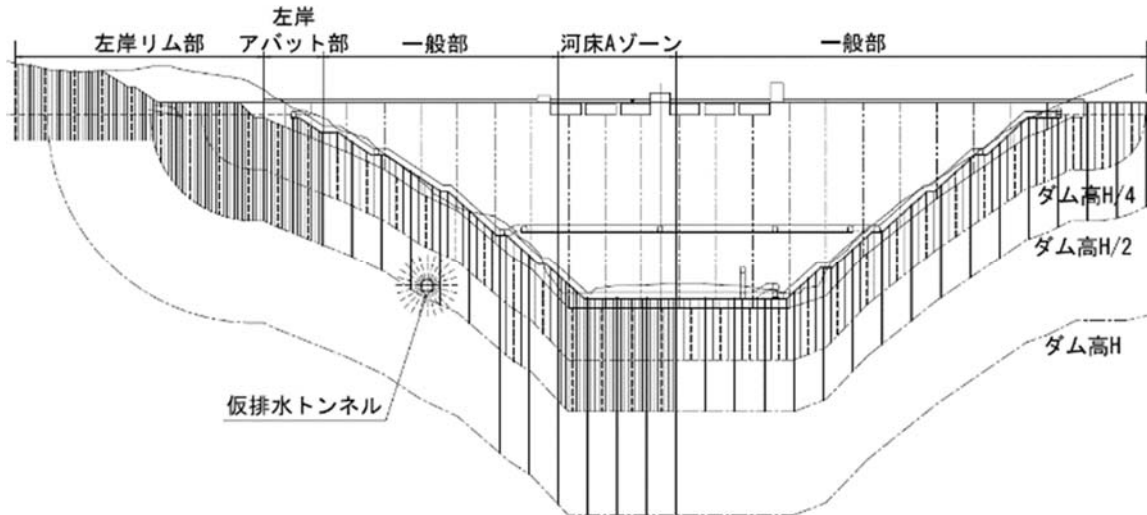 左岸リム部
左岸
アバット部
一般部
河床Aゾーン
一般部
ダム高H/4
ダム高H/2
ダム高H
仮排水トンネル